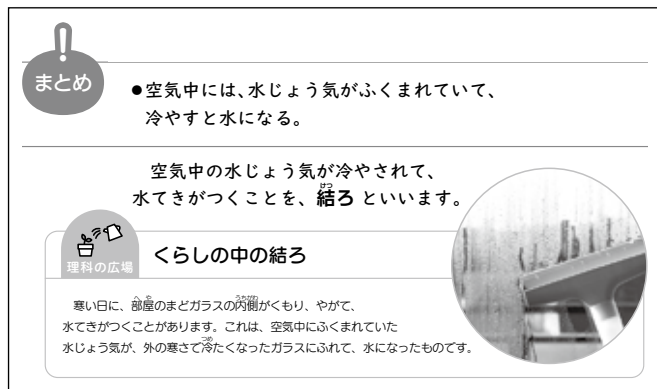 まとめ
●空気中には、水じょう気がふくまれていて、
冷やすと水になる。
空気中の水じょう気が冷やされて、
水てきがつくことを、結ろ といいます。
理科の広場
くらしの中の結ろ
寒い日に、部屋のまどガラスの内側がくもり、やがて、
水てきがつくことがあります。これは、空気中にふくまれていた
水じょう気が、外の寒さで冷たくなったガラスにふれて、水になったものです。